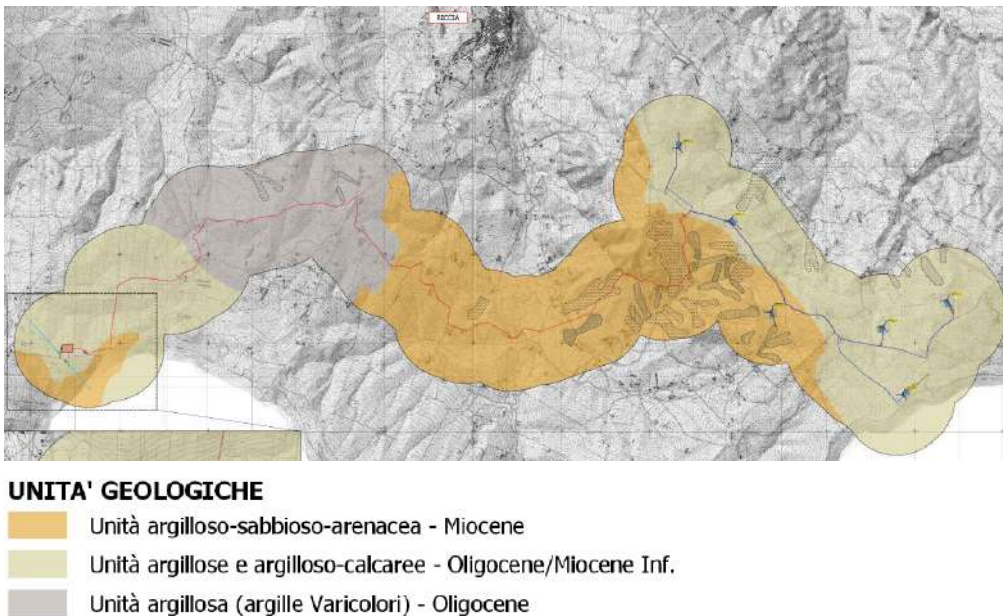 RICCIA
UNITA' GEOLOGICHE
Unità argilloso-sabbioso-arenacea - Miocene
Unità argillose e argilloso-calcaree - Oligocene/Miocene Inf.
Unità argillosa (argille Varicolori) - Oligocene